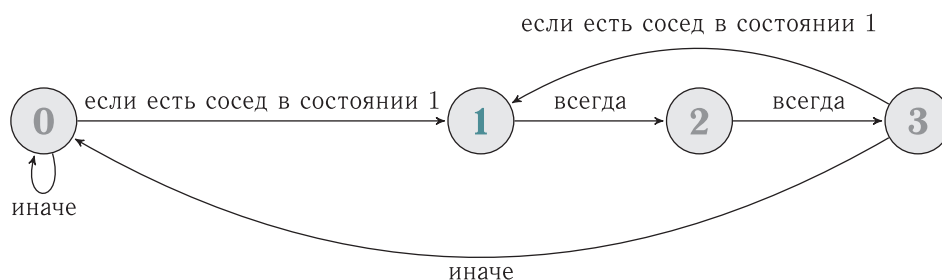 если есть сосед в состоянии 1
если есть сосед в состоянии 1
всегда
всегда
0
1
2
3
иначе
иначе